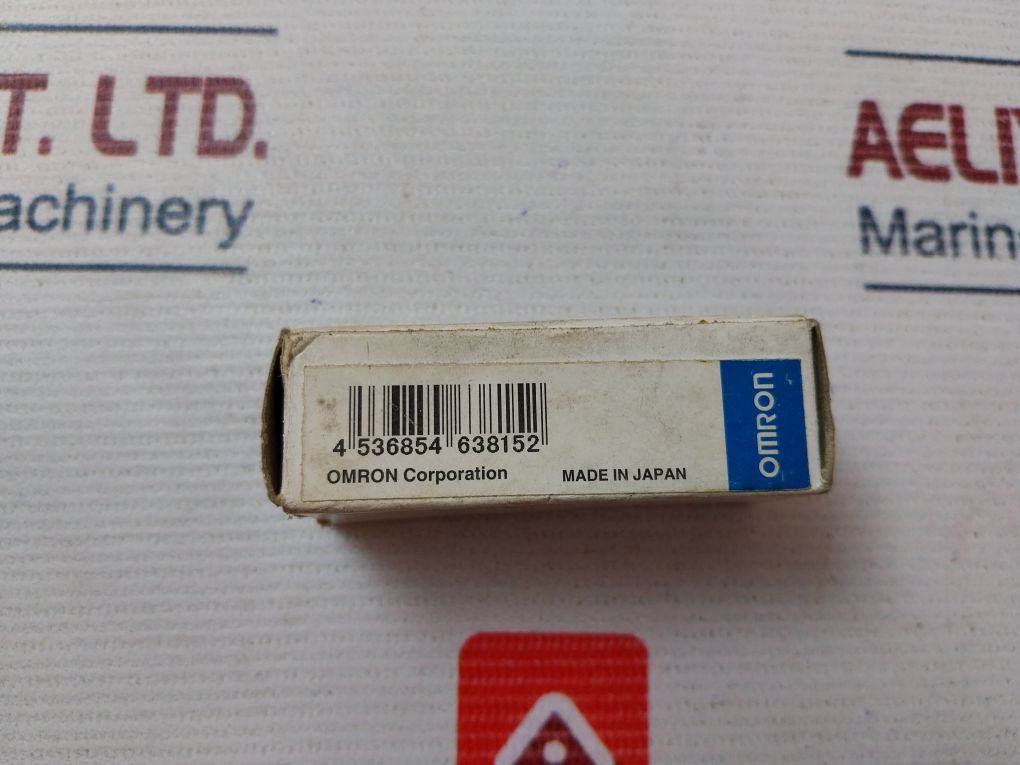 T. LTD.
achinery
AELI
Marin
4 536854 638152
OMRON Corporation
MADE IN JAPAN
OMRON